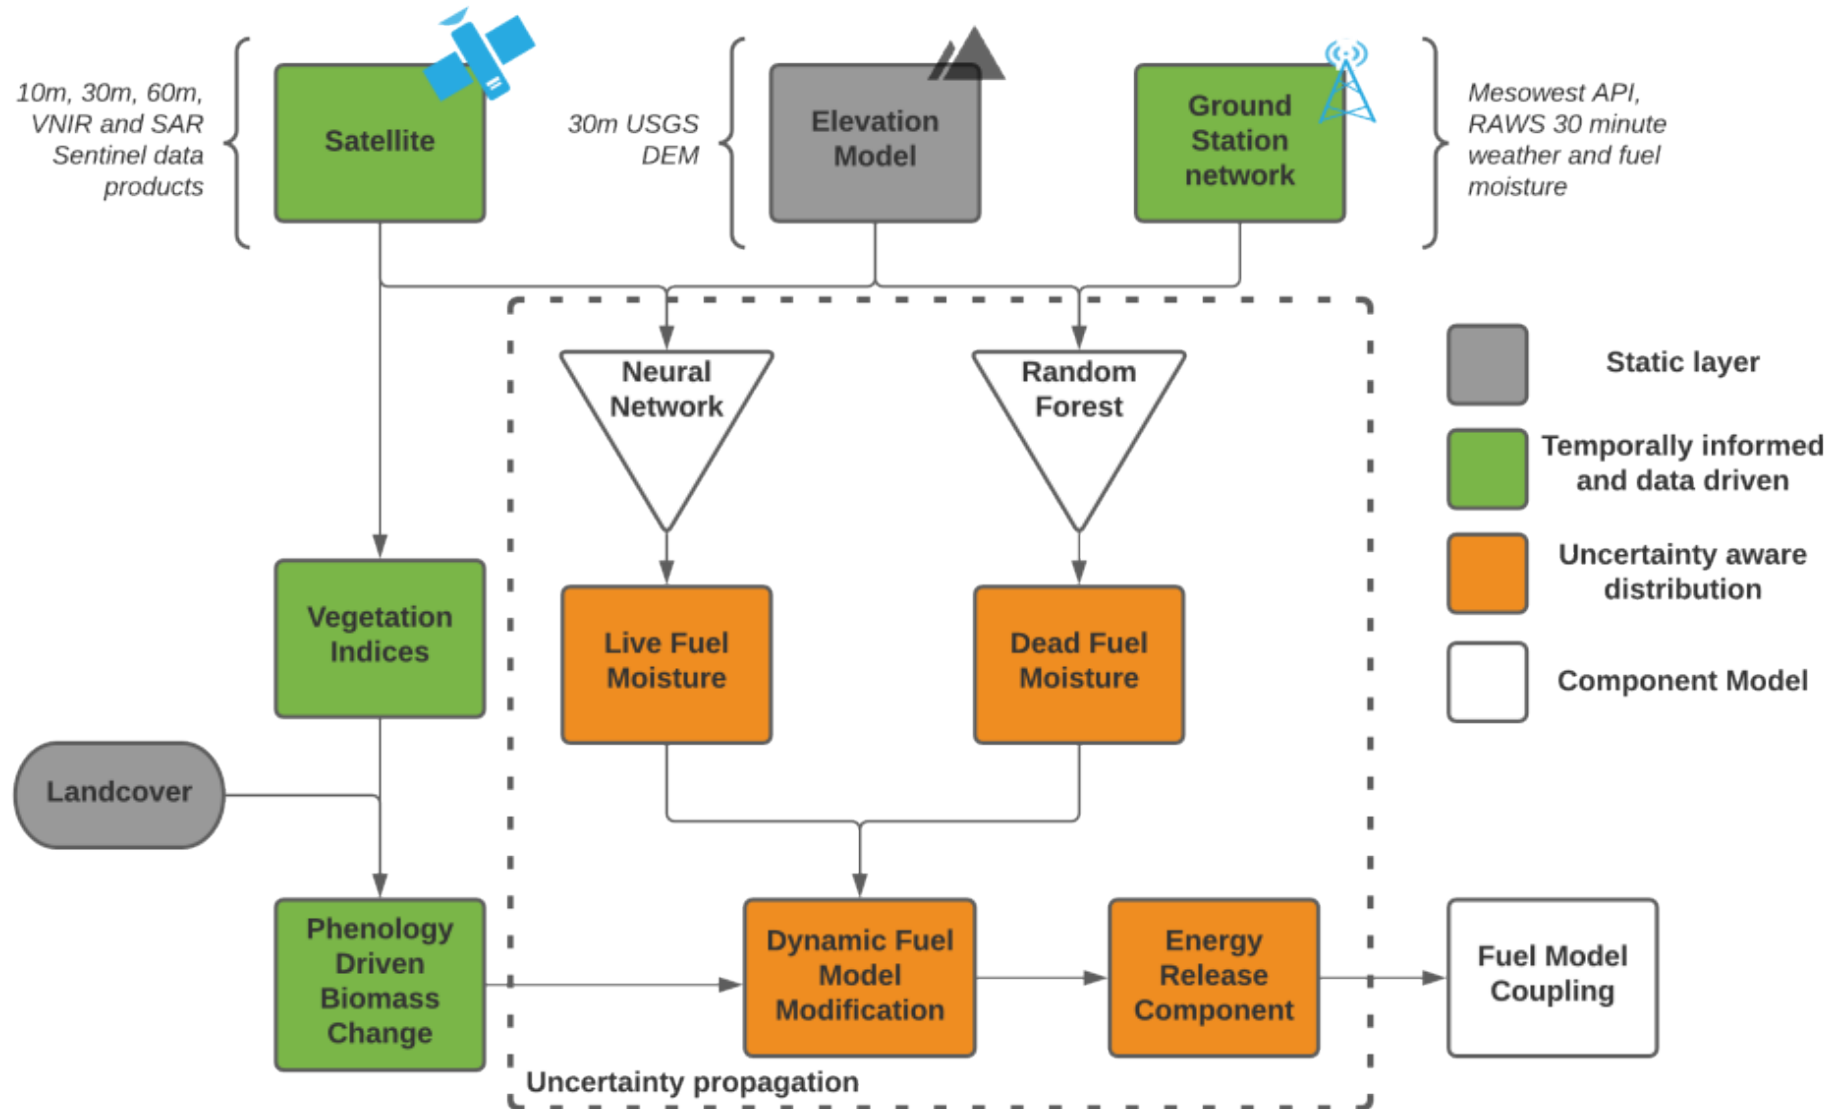 10m, 30m, 60m,
VNIR and SAR
Sentinel data
products
Satellite
30m USGS
DEM
Elevation
Model
Ground
Station
network
Mesowest API,
RAWS 30 minute
weather and fuel
moisture
Neural
Network
Random
Forest
Static layer
Temporally informed
and data driven
Uncertainty aware
distribution
Component Model
Vegetation
Indices
Live Fuel
Moisture
Dead Fuel
Moisture
Landcover
Phenology
Driven
Biomass
Change
Dynamic Fuel
Model
Modification
Energy
Release
Component
Fuel Model
Coupling
Uncertainty propagation